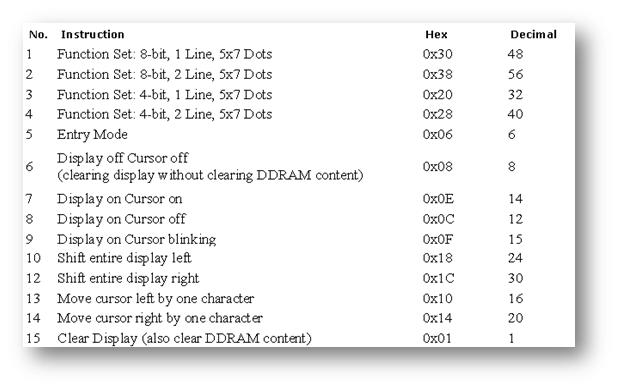 No. Instruction Hex Decimal
1 Function Set: 8-bit, 1 Line, 5x7 Dots 0x30 48
2 Function Set: 8-bit, 2 Line, 5x7 Dots 0x38 56
3 Function Set: 4-bit, 1 Line, 5x7 Dots 0x20 32
4 Function Set: 4-bit, 2 Line, 5x7 Dots 0x28 40
5 Entry Mode 0x06 6
6 Display off Cursor off
(clearing display without clearing DDRAM content) 0x08 8
7 Display on Cursor on 0x0E 14
8 Display on Cursor off 0x0C 12
9 Display on Cursor blinking 0x0F 15
10 Shift entire display left 0x18 24
12 Shift entire display right 0x1C 30
13 Move cursor left by one character 0x10 16
14 Move cursor right by one character 0x14 20
15 Clear Display (also clear DDRAM content) 0x01 1